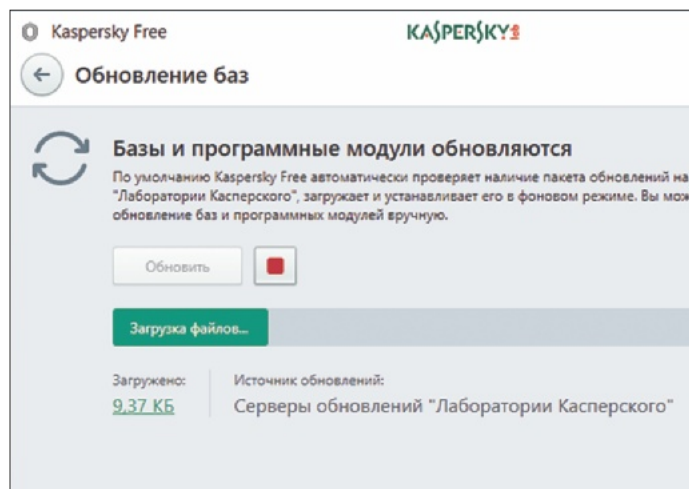 Kaspersky Free
KASPERSKY lab
Обновление баз
Базы и программные модули обновляются
По умолчанию Kaspersky Free автоматически проверяет наличие пакета обновлений на
"Лаборатории Касперского", загружает и устанавливает его в фоновом режиме. Вы мож
обновление баз и программных модулей вручную.
Обновить
Загрузка файлов...
Загружено:
Источник обновлений:
9,37 КБ
Серверы обновлений "Лаборатории Касперского"